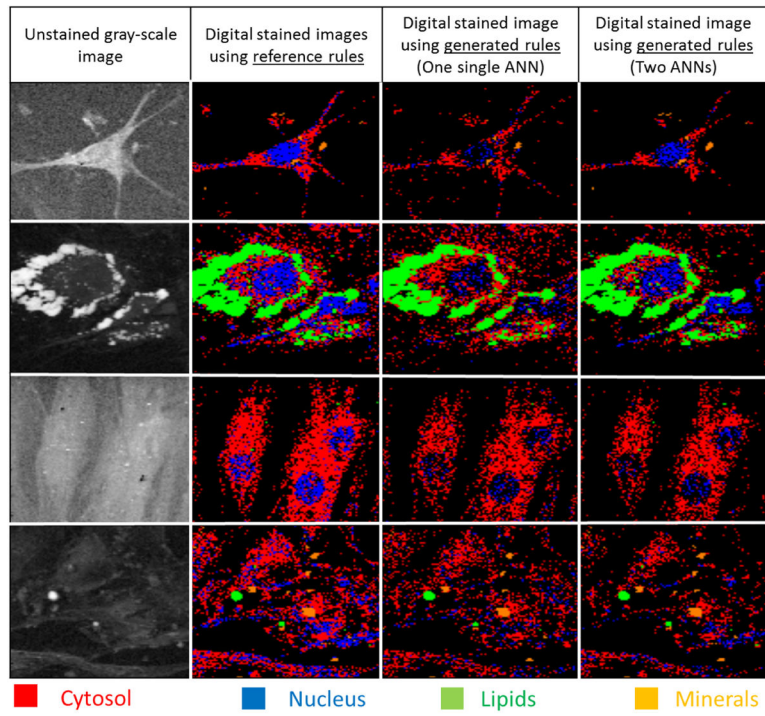 Unstained gray-scale
image
Digital stained images
using reference rules
Digital stained image
using generated rules
(One single ANN)
Digital stained image
using generated rules
(Two ANNs)
Cytosol
Nucleus
Lipids
Minerals